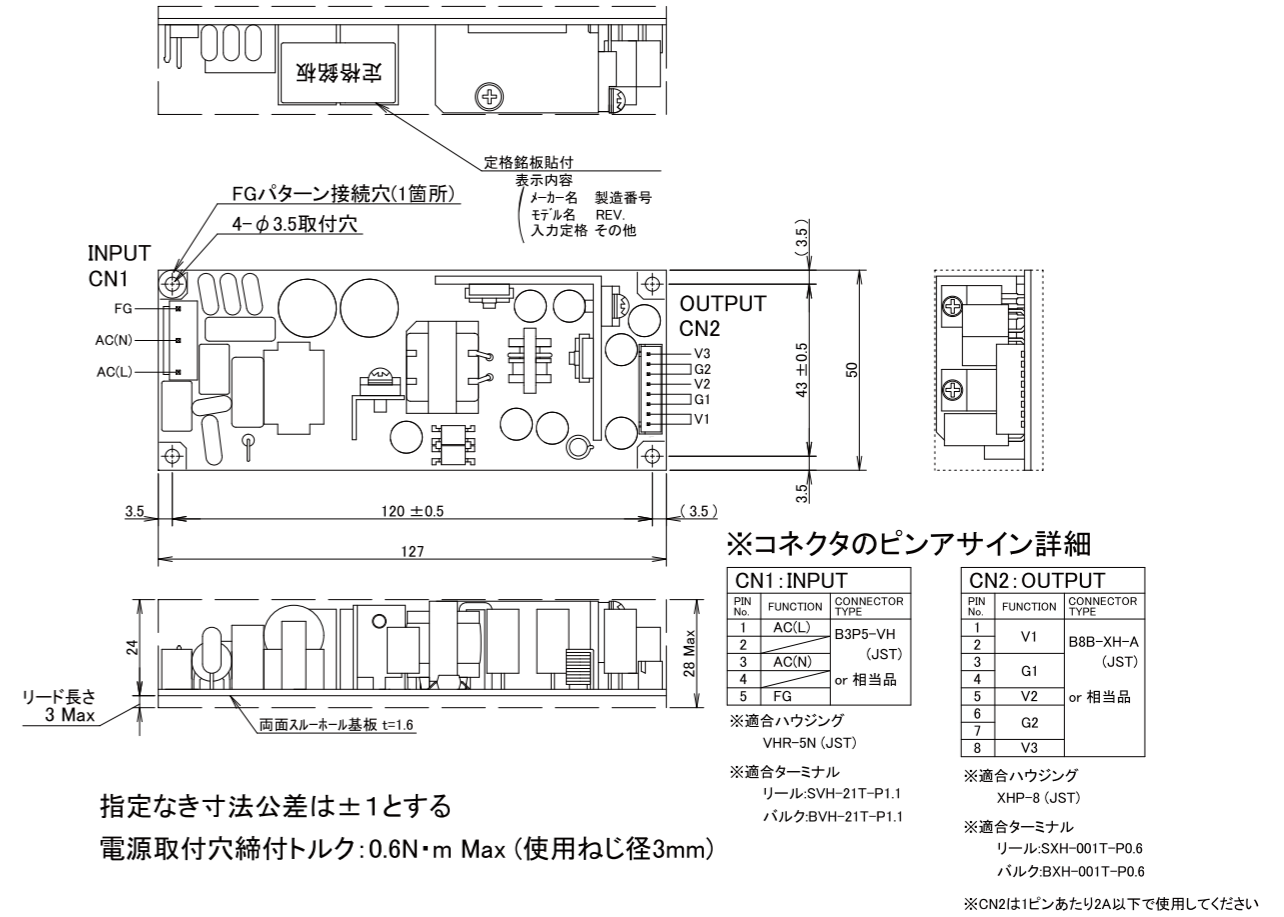 定格銘板
定格銘板貼付
表示内容
メーカー名 製造番号
モデル名 REV.
入力定格 その他
FGパターン接続穴(1箇所)
4-φ3.5取付穴
INPUT
CN1
FG
AC(N)
AC(L)
OUTPUT
CN2
V3
G2
V2
G1
V1
(3.5)
43 ±0.5
50
3.5
3.5
120 ±0.5
(3.5)
127
24
28 Max
リード長さ
3 Max
両面スルーホール基板 t=1.6
※コネクタのピンアサイン詳細
CN1:INPUT
PIN No. FUNCTION CONNECTOR TYPE
1 AC(L) B3P5-VH
2 (JST)
3 AC(N)
4 or 相当品
5 FG
※適合ハウジング
VHR-5N (JST)
※適合ターミナル
リール:SVH-21T-P1.1
バルク:BVH-21T-P1.1
CN2:OUTPUT
PIN No. FUNCTION CONNECTOR TYPE
1 V1 B8B-XH-A
2
3 G1 (JST)
4
5 V2 or 相当品
6 G2
7
8 V3
※適合ハウジング
XHP-8 (JST)
※適合ターミナル
リール:SXH-001T-P0.6
バルク:BXH-001T-P0.6
※CN2は1ピンあたり2A以下で使用してください
指定なき寸法公差は±1とする
電源取付穴締付トルク:0.6N・m Max (使用ねじ径3mm)